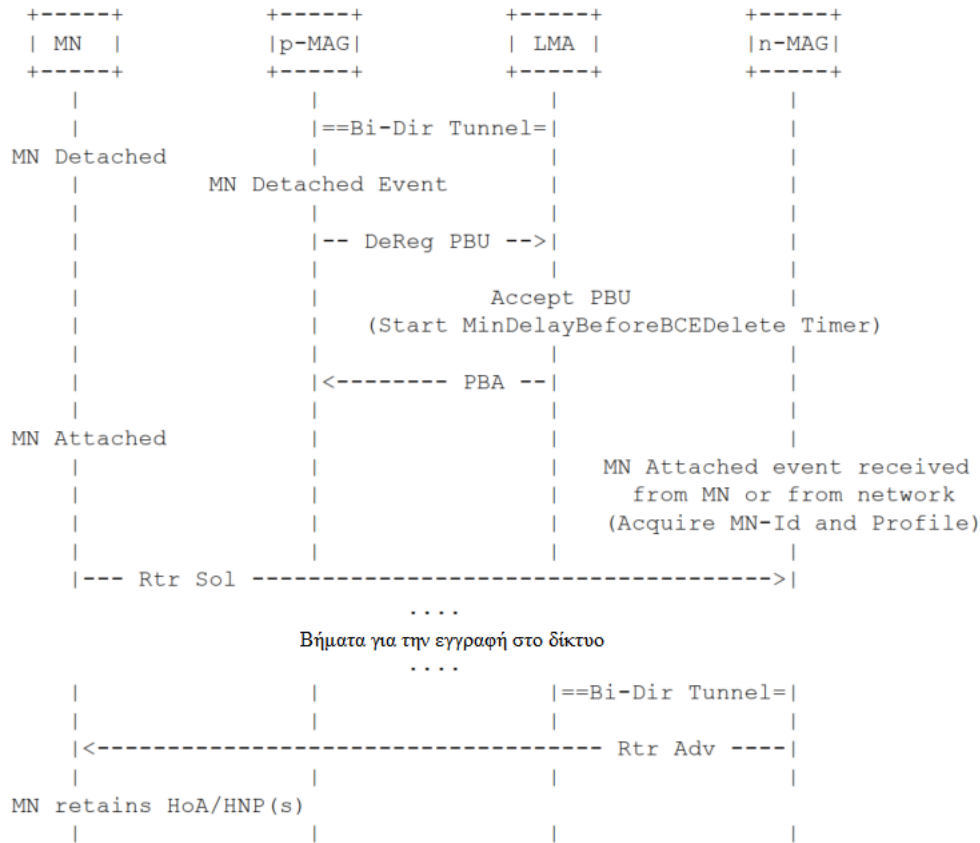 +-----+ +-----+ +-----+ +-----+
| MN | |p-MAG| | LMA | |n-MAG|
+-----+ +-----+ +-----+ +-----+
| | | |
| |==Bi-Dir Tunnel=| |
MN Detached | | |
| MN Detached Event | |
| | | |
| |-- DeReg PBU -->| |
| | | |
| | Accept PBU |
| | (Start MinDelayBeforeBCEDelete Timer)
| | | |
| |<-------- PBA --| |
| | | |
MN Attached | | |
| | | MN Attached event received
| | | from MN or from network
| | | (Acquire MN-Id and Profile)
| | | |
|--- Rtr Sol ------------------------------------->|
....
Βήματα για την εγγραφή στο δίκτυο
....
| | |==Bi-Dir Tunnel=|
| | | |
|<------------------------------------ Rtr Adv ----|
| | | |
MN retains HoA/HNP(s)
| | | |